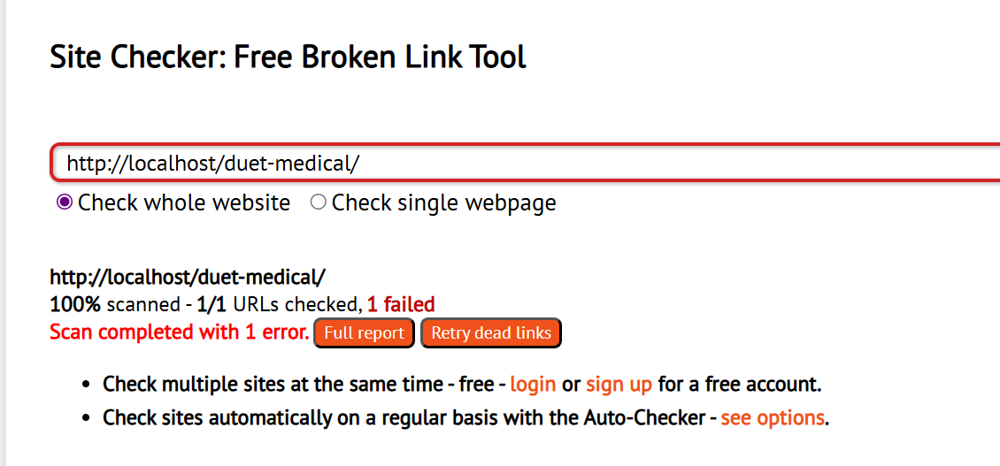 Site Checker: Free Broken Link Tool
http://localhost/duet-medical/
Check whole website Check single webpage
http://localhost/duet-medical/
100% scanned - 1/1 URLs checked, 1 failed
Scan completed with 1 error. Full report Retry dead links
• Check multiple sites at the same time - free - login or sign up for a free account.
• Check sites automatically on a regular basis with the Auto-Checker - see options.